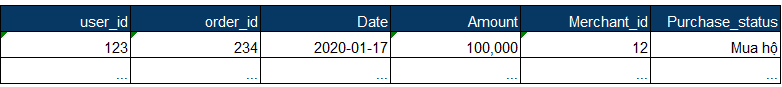 user_id order_id Date Amount Merchant_id Purchase_status
123 234 2020-01-17 100,000 12 Mua hộ
... ... ... ... ... ...